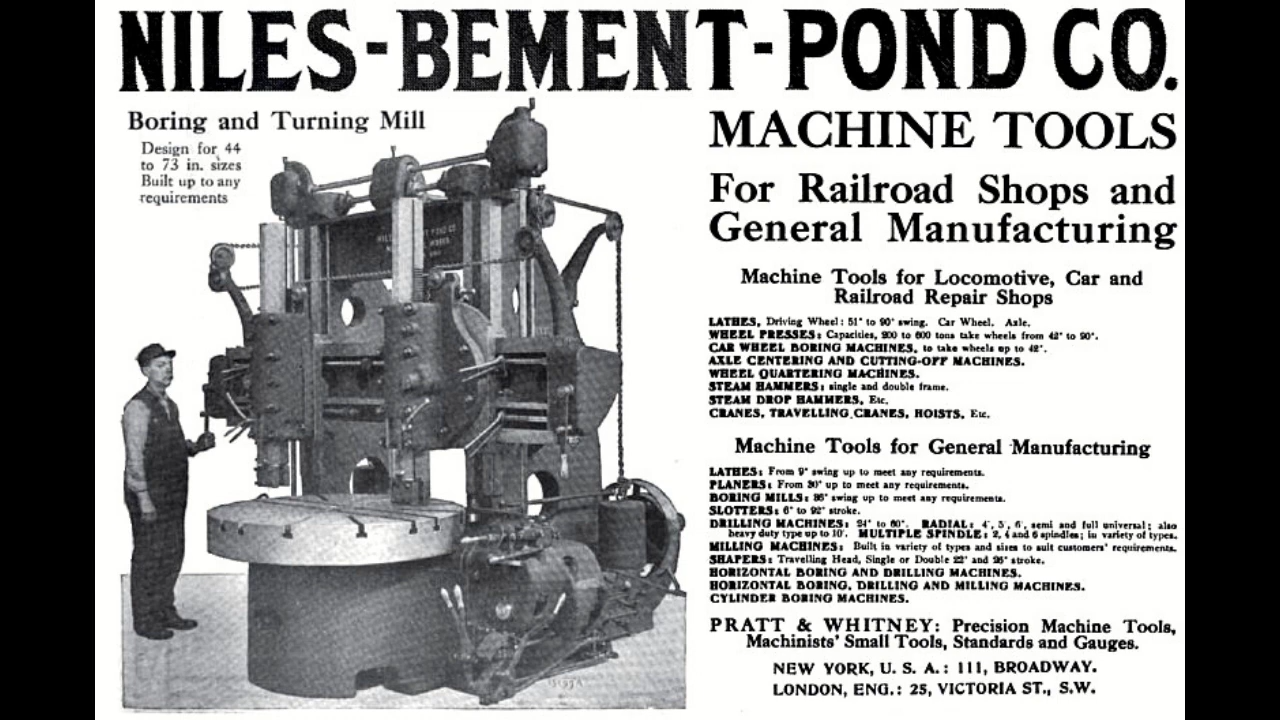 NILES-BEMENT-POND CO.
Boring and Turning Mill
Design for 44
to 73 in. sizes
Built up to any
requirements
MACHINE TOOLS
For Railroad Shops and
General Manufacturing
Machine Tools for Locomotive, Car and
Railroad Repair Shops
LATHES, Driving Wheel: 51" to 90" swing. Car Wheel. Axle.
WHEEL PRESSES: Capacities, 200 to 600 tons take wheels from 42" to 90".
CAR WHEEL BORING MACHINES, to take wheels up to 42".
AXLE CENTERING AND CUTTING-OFF MACHINES.
WHEEL QUARTERING MACHINES.
STEAM HAMMERS: single and double frame.
STEAM DROP HAMMERS, Etc.
CRANES, TRAVELLING CRANES, HOISTS, Etc.
Machine Tools for General Manufacturing
LATHES: From 9" swing up to meet any requirements.
PLANERS: From 30" up to meet any requirements.
BORING MILLS: 36" swing up to meet any requirements.
SLOTTERS: 6" to 92" stroke.
DRILLING MACHINES: 24" to 60". RADIAL: 4', 5', 6', semi and full universal; also
heavy duty type up to 10'. MULTIPLE SPINDLE: 2, 4 and 6 spindles; in variety of types.
MILLING MACHINES: Built in variety of types and sizes to suit customers' requirements.
SHAPERS: Travelling Head, Single or Double 22" and 26" stroke.
HORIZONTAL BORING AND DRILLING MACHINES.
HORIZONTAL BORING, DRILLING AND MILLING MACHINES.
CYLINDER BORING MACHINES.
PRATT & WHITNEY: Precision Machine Tools,
Machinists' Small Tools, Standards and Gauges.
NEW YORK, U. S. A.: 111, BROADWAY.
LONDON, ENG.: 25, VICTORIA ST., S.W.